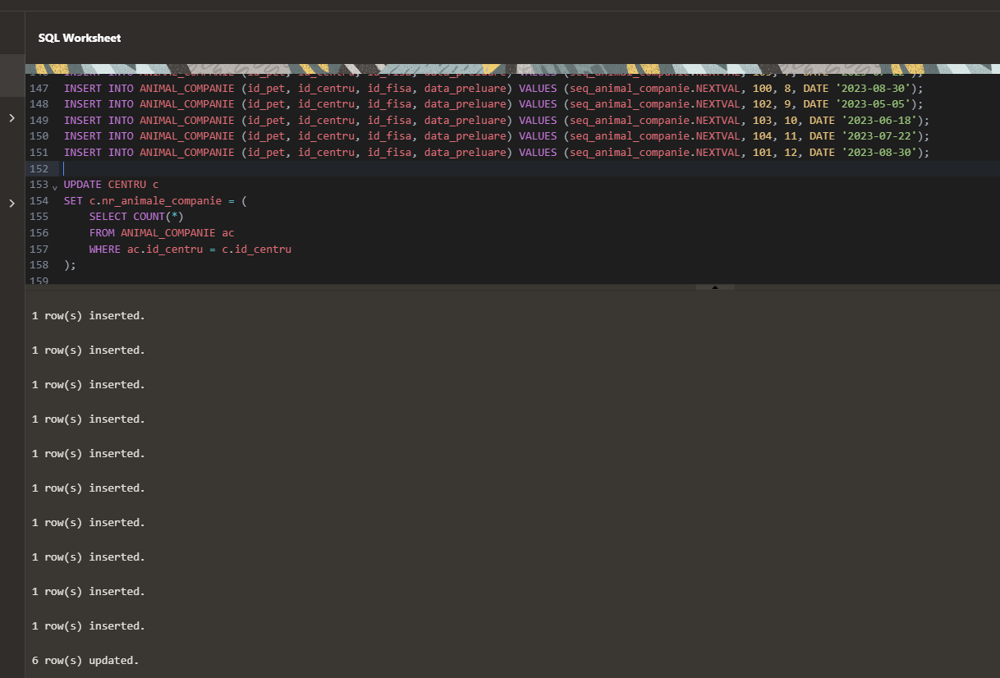 SQL Worksheet
147 INSERT INTO ANIMAL_COMPANIE (id_pet, id_centru, id_fisa, data_preluare) VALUES (seq_animal_companie.NEXTVAL, 100, 8, DATE '2023-08-30');
148 INSERT INTO ANIMAL_COMPANIE (id_pet, id_centru, id_fisa, data_preluare) VALUES (seq_animal_companie.NEXTVAL, 102, 9, DATE '2023-05-05');
149 INSERT INTO ANIMAL_COMPANIE (id_pet, id_centru, id_fisa, data_preluare) VALUES (seq_animal_companie.NEXTVAL, 103, 10, DATE '2023-06-18');
150 INSERT INTO ANIMAL_COMPANIE (id_pet, id_centru, id_fisa, data_preluare) VALUES (seq_animal_companie.NEXTVAL, 104, 11, DATE '2023-07-22');
151 INSERT INTO ANIMAL_COMPANIE (id_pet, id_centru, id_fisa, data_preluare) VALUES (seq_animal_companie.NEXTVAL, 101, 12, DATE '2023-08-30');
152
153 UPDATE CENTRU c
154 SET c.nr_animale_companie = (
155 SELECT COUNT(*)
156 FROM ANIMAL_COMPANIE ac
157 WHERE ac.id_centru = c.id_centru
158 );
159
1 row(s) inserted.
1 row(s) inserted.
1 row(s) inserted.
1 row(s) inserted.
1 row(s) inserted.
1 row(s) inserted.
1 row(s) inserted.
1 row(s) inserted.
1 row(s) inserted.
1 row(s) inserted.
6 row(s) updated.